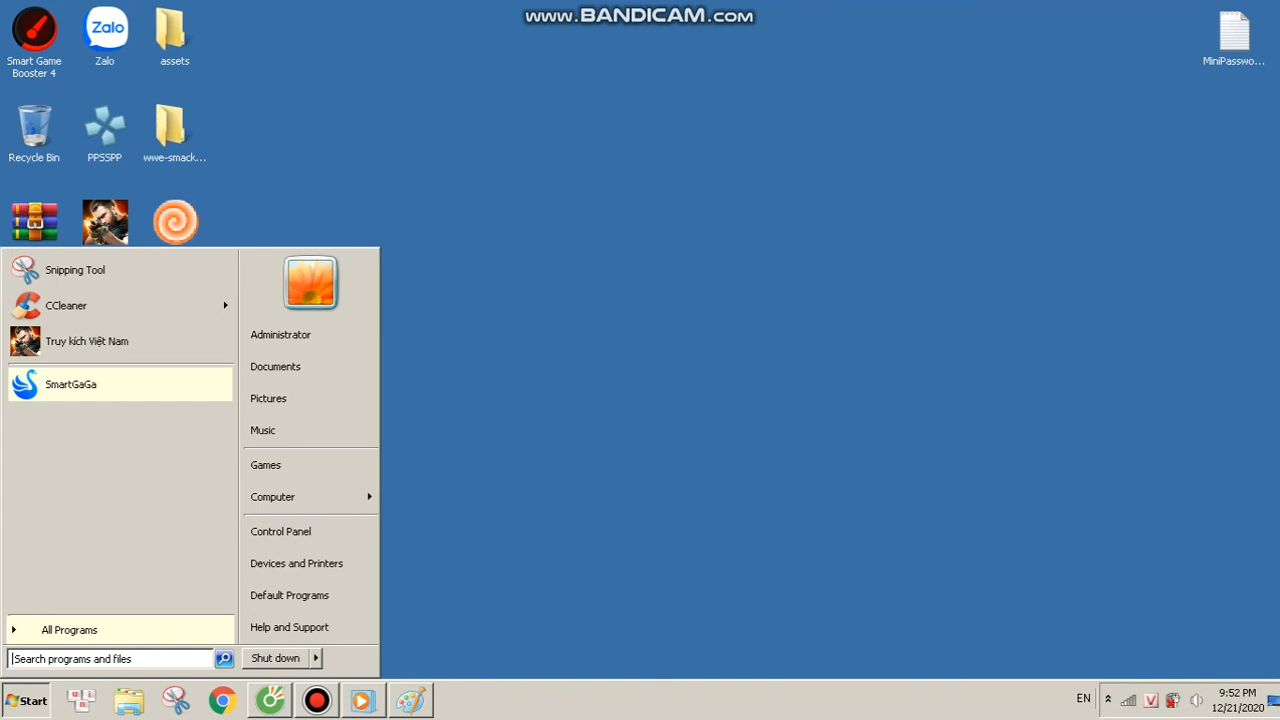 www.BANDICAM.com
Smart Game
Booster 4
Zalo
Zalo
assets
MiniPasswo...
Recycle Bin
PPSSPP
wwe-smack...
Snipping Tool
CCleaner
Truy kích Việt Nam
SmartGaGa
All Programs
Search programs and files
Administrator
Documents
Pictures
Music
Games
Computer
Control Panel
Devices and Printers
Default Programs
Help and Support
Shut down
Start
EN
9:52 PM
12/21/2020